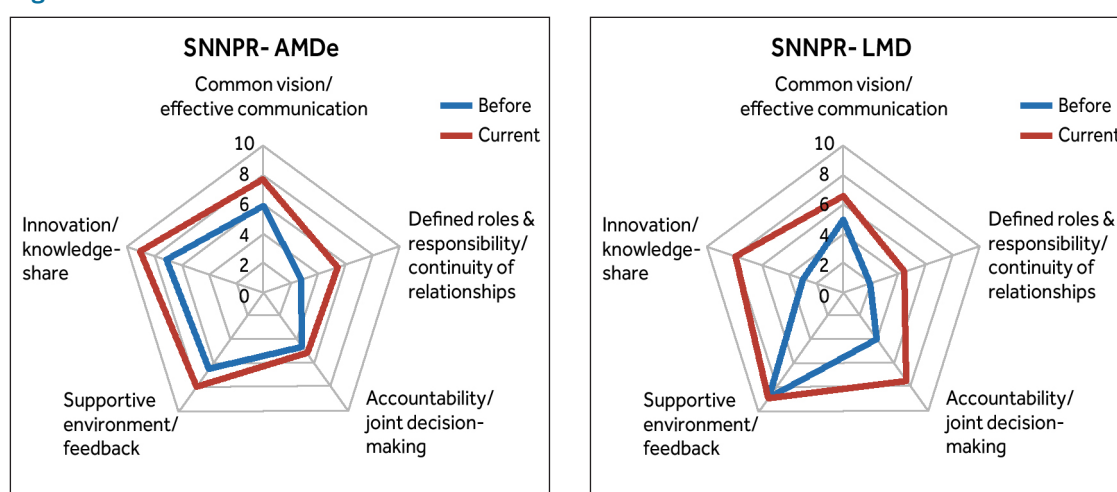 SNNPR- AMDe
Common vision/
effective communication
Before
Current
10
8
6
4
2
0
Innovation/
knowledge-
share
Defined roles &
responsibility/
continuity of
relationships
Supportive
environment/
feedback
Accountability/
joint decision-
making
SNNPR- LMD
Common vision/
effective communication
Before
Current
10
8
6
4
2
0
Innovation/
knowledge-
share
Defined roles &
responsibility/
continuity of
relationships
Supportive
environment/
feedback
Accountability/
joint decision-
making